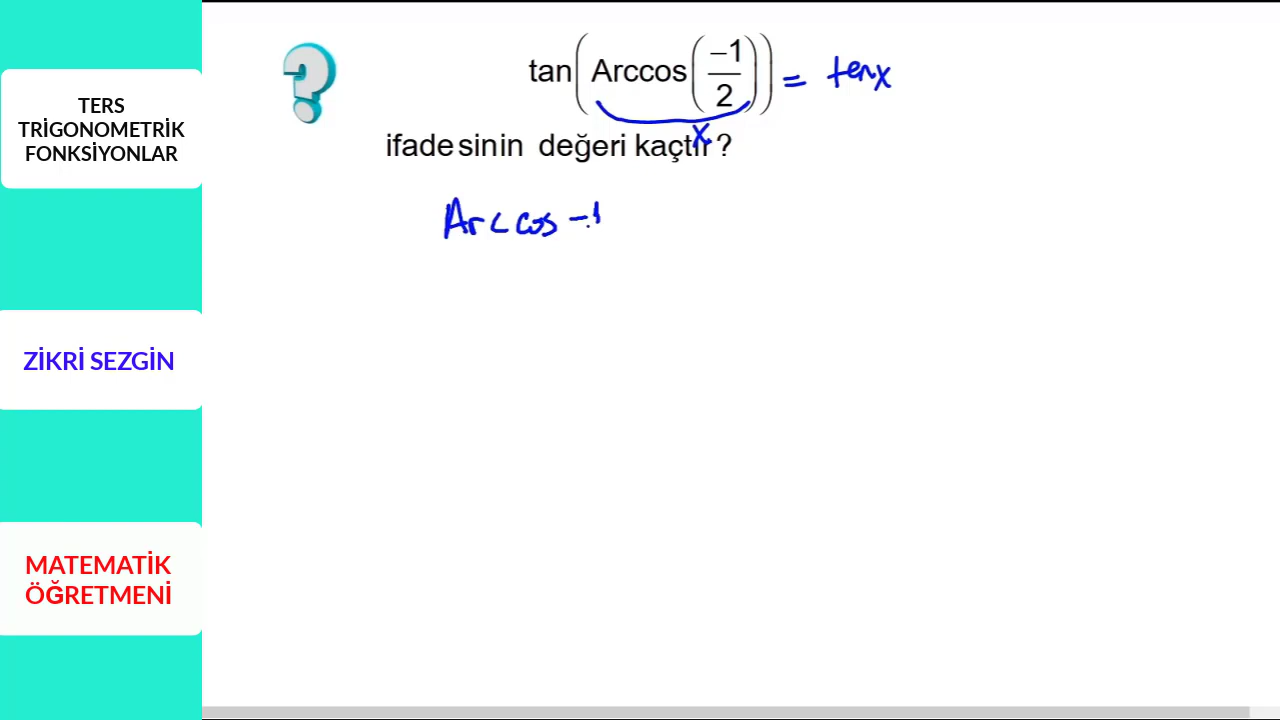 TERS
TRİGONOMETRİK
FONKSİYONLAR
ZİKRİ SEZGİN
MATEMATİK
ÖĞRETMENİ
tan(Arccos(-1/2)) = tanx
x
ifadesinin değeri kaçtır ?
Arccos -1